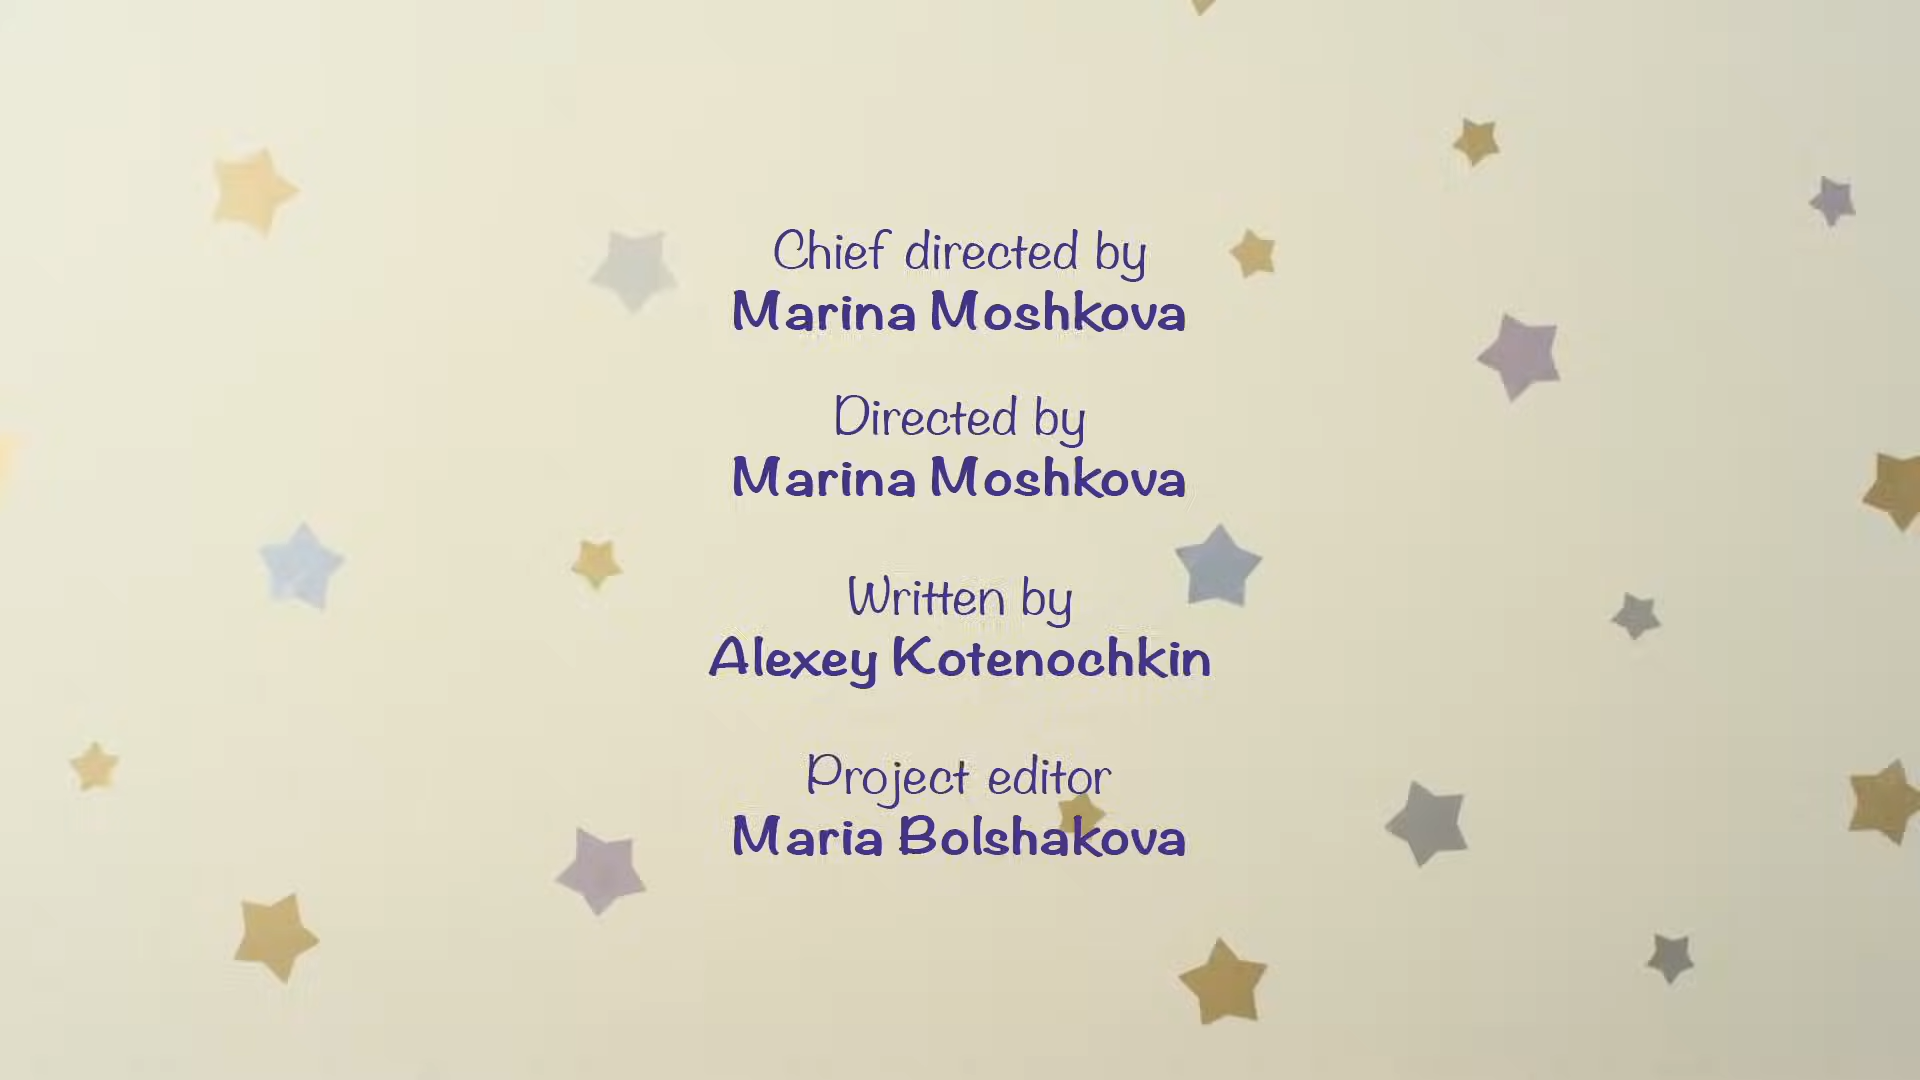 Chief directed by
Marina Moshkova
Directed by
Marina Moshkova
Written by
Alexey Kotenochkin
Project editor
Maria Bolshakova